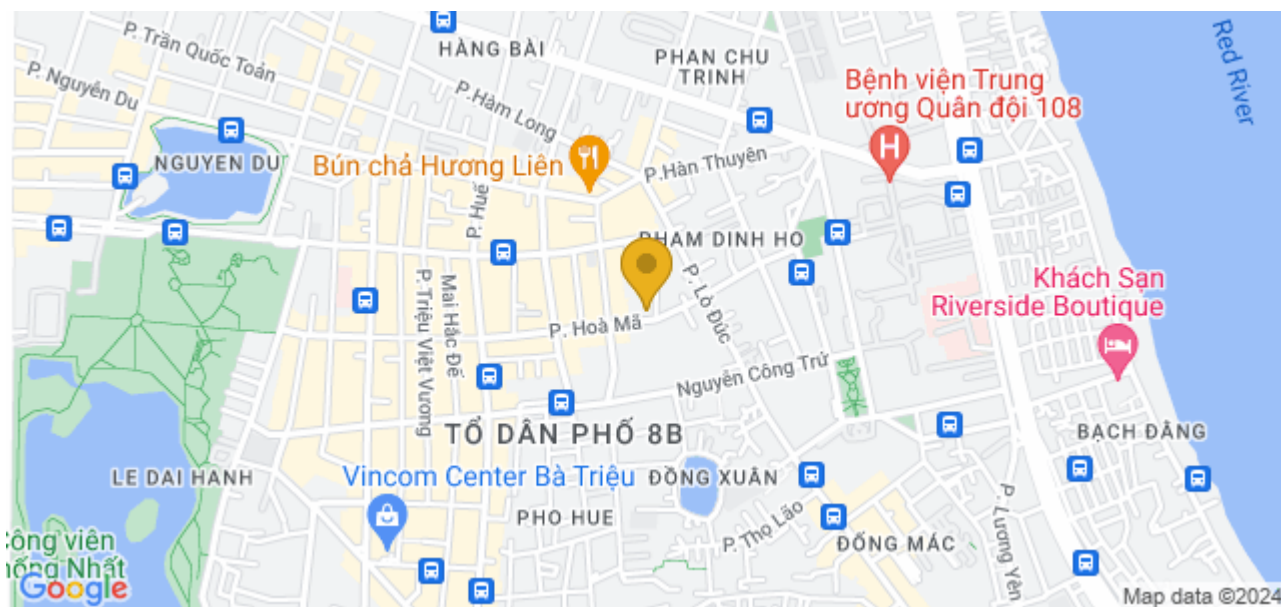 P. Trần Quốc Toản
HÀNG BÀI
PHAN CHU
TRINH
Red River
P. Nguyen Du
P.Hàm Long
Bệnh viện Trung
ương Quân đội 108
H
NGUYEN DU
Bún chả Hương Liên
P.Hàn Thuyên
P. Huế
PHAM DINH HO
Khách Sạn
Riverside Boutique
P. Lò Đúc
Mai Hắc Đế
P. Triệu Việt Vương
P. Hoà Mã
Nguyễn Công Trứ
TỔ DÂN PHỐ 8B
BẠCH ĐẰNG
LE DAI HANH
Vincom Center Bà Triệu
ĐỒNG XUÂN
PHO HUE
P. Thọ Lão
ĐỐNG MÁC
P. Lương Yên
Công viên
hống Nhất
Google
Map data ©2024